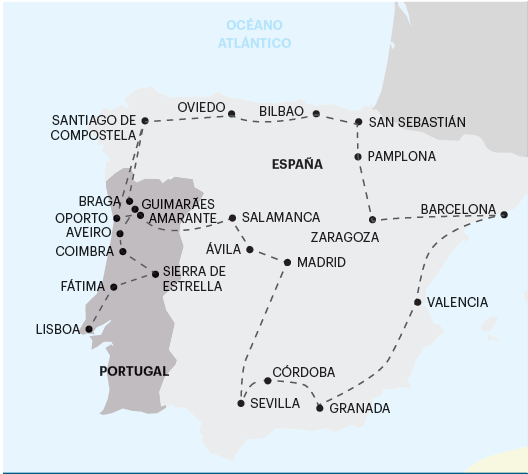 OCÉANO
ATLÁNTICO
OVIEDO
BILBAO
SANTIAGO DE
COMPOSTELA
SAN SEBASTIÁN
PAMPLONA
ESPAÑA
BRAGA
GUIMARÃES
BARCELONA
OPORTO
AMARANTE
SALAMANCA
AVEIRO
ZARAGOZA
COIMBRA
ÁVILA
MADRID
SIERRA DE
ESTRELLA
FÁTIMA
VALENCIA
LISBOA
PORTUGAL
CÓRDOBA
SEVILLA
GRANADA